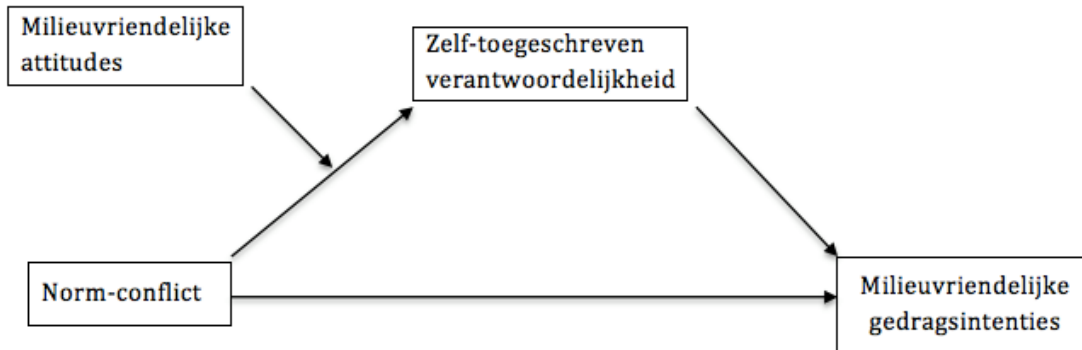 Milieuvriendelijke
attitudes
Zelf-toegeschreven
verantwoordelijkheid
Norm-conflict
Milieuvriendelijke
gedragsintenties